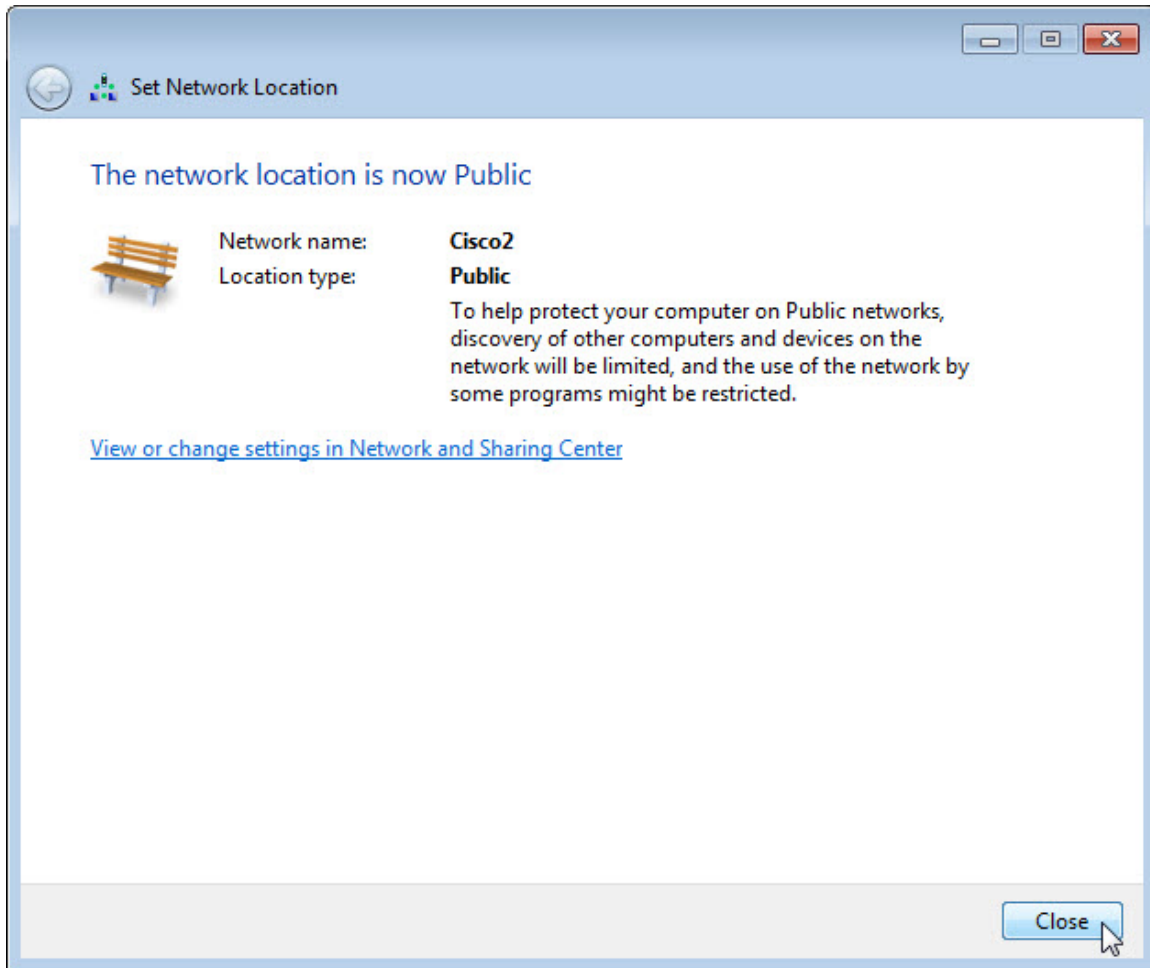 Set Network Location
The network location is now Public
Network name: Cisco2
Location type: Public
To help protect your computer on Public networks,
discovery of other computers and devices on the
network will be limited, and the use of the network by
some programs might be restricted.
View or change settings in Network and Sharing Center
Close